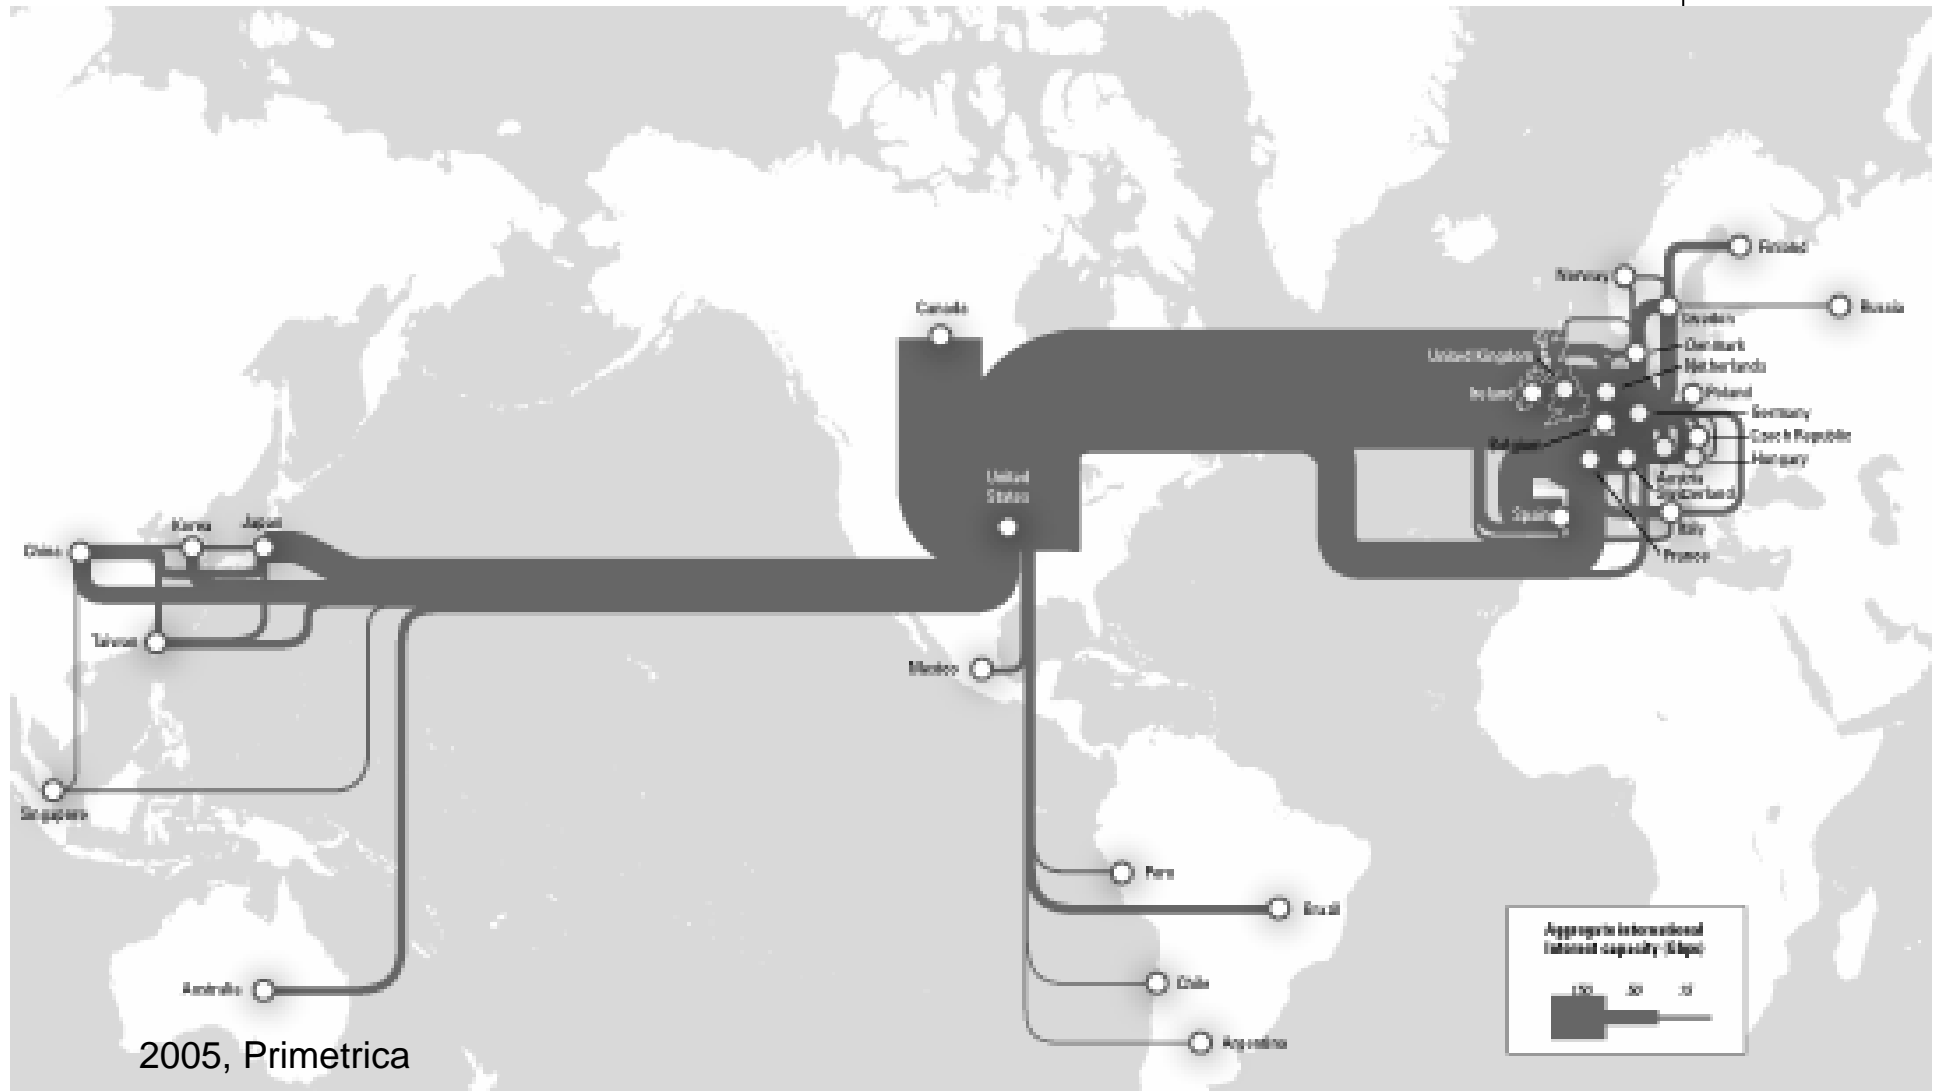 Canada
United
States
Norway
Finland
Russia
Sweden
Denmark
Netherlands
United Kingdom
Ireland
Poland
Germany
Czech Republic
Hungary
Belgium
Austria
Switzerland
Spain
Italy
France
China
Korea
Japan
Taiwan
Singapore
Mexico
Peru
Brazil
Chile
Argentina
Australia
Aggregate international
Internet capacity (Gbps)
2005, Primetrica